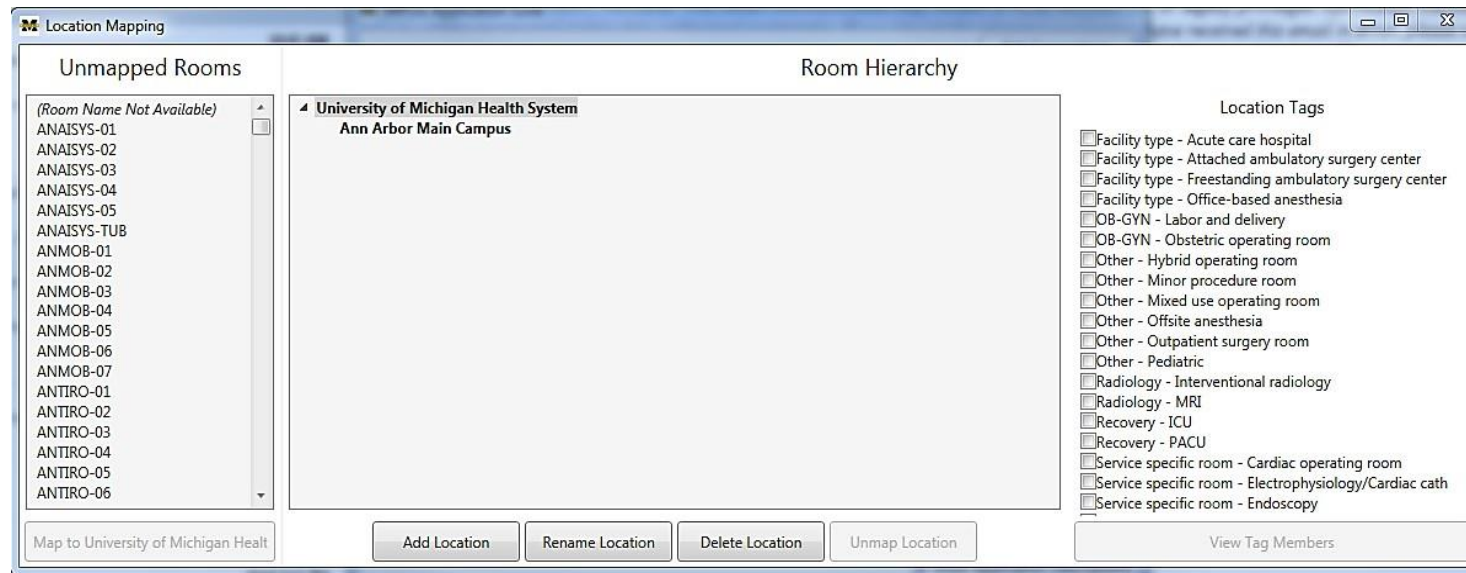 Location Mapping
Unmapped Rooms
(Room Name Not Available)
ANAISYS-01
ANAISYS-02
ANAISYS-03
ANAISYS-04
ANAISYS-05
ANAISYS-TUB
ANMOB-01
ANMOB-02
ANMOB-03
ANMOB-04
ANMOB-05
ANMOB-06
ANMOB-07
ANTIRO-01
ANTIRO-02
ANTIRO-03
ANTIRO-04
ANTIRO-05
ANTIRO-06
Map to University of Michigan Healt
Room Hierarchy
University of Michigan Health System
Ann Arbor Main Campus
Add Location
Rename Location
Delete Location
Unmap Location
Location Tags
Facility type - Acute care hospital
Facility type - Attached ambulatory surgery center
Facility type - Freestanding ambulatory surgery center
Facility type - Office-based anesthesia
OB-GYN - Labor and delivery
OB-GYN - Obstetric operating room
Other - Hybrid operating room
Other - Minor procedure room
Other - Mixed use operating room
Other - Offsite anesthesia
Other - Outpatient surgery room
Other - Pediatric
Radiology - Interventional radiology
Radiology - MRI
Recovery - ICU
Recovery - PACU
Service specific room - Cardiac operating room
Service specific room - Electrophysiology/Cardiac cath
Service specific room - Endoscopy
View Tag Members